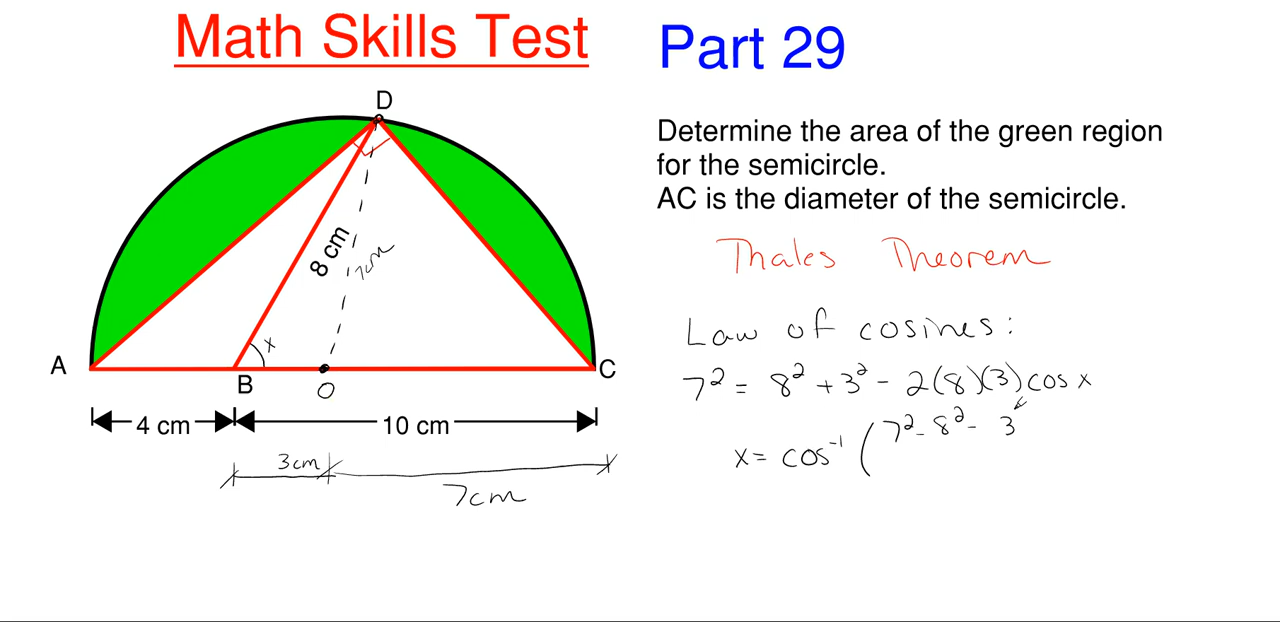 Math Skills Test
Part 29
Determine the area of the green region
for the semicircle.
AC is the diameter of the semicircle.
Thales Theorem
Law of cosines:
7² = 8² + 3² - 2(8)(3)cos x
x = cos⁻¹ (7² - 8² - 3
D
8 cm
7cm
x
A
B
O
C
4 cm
10 cm
3cm
7cm